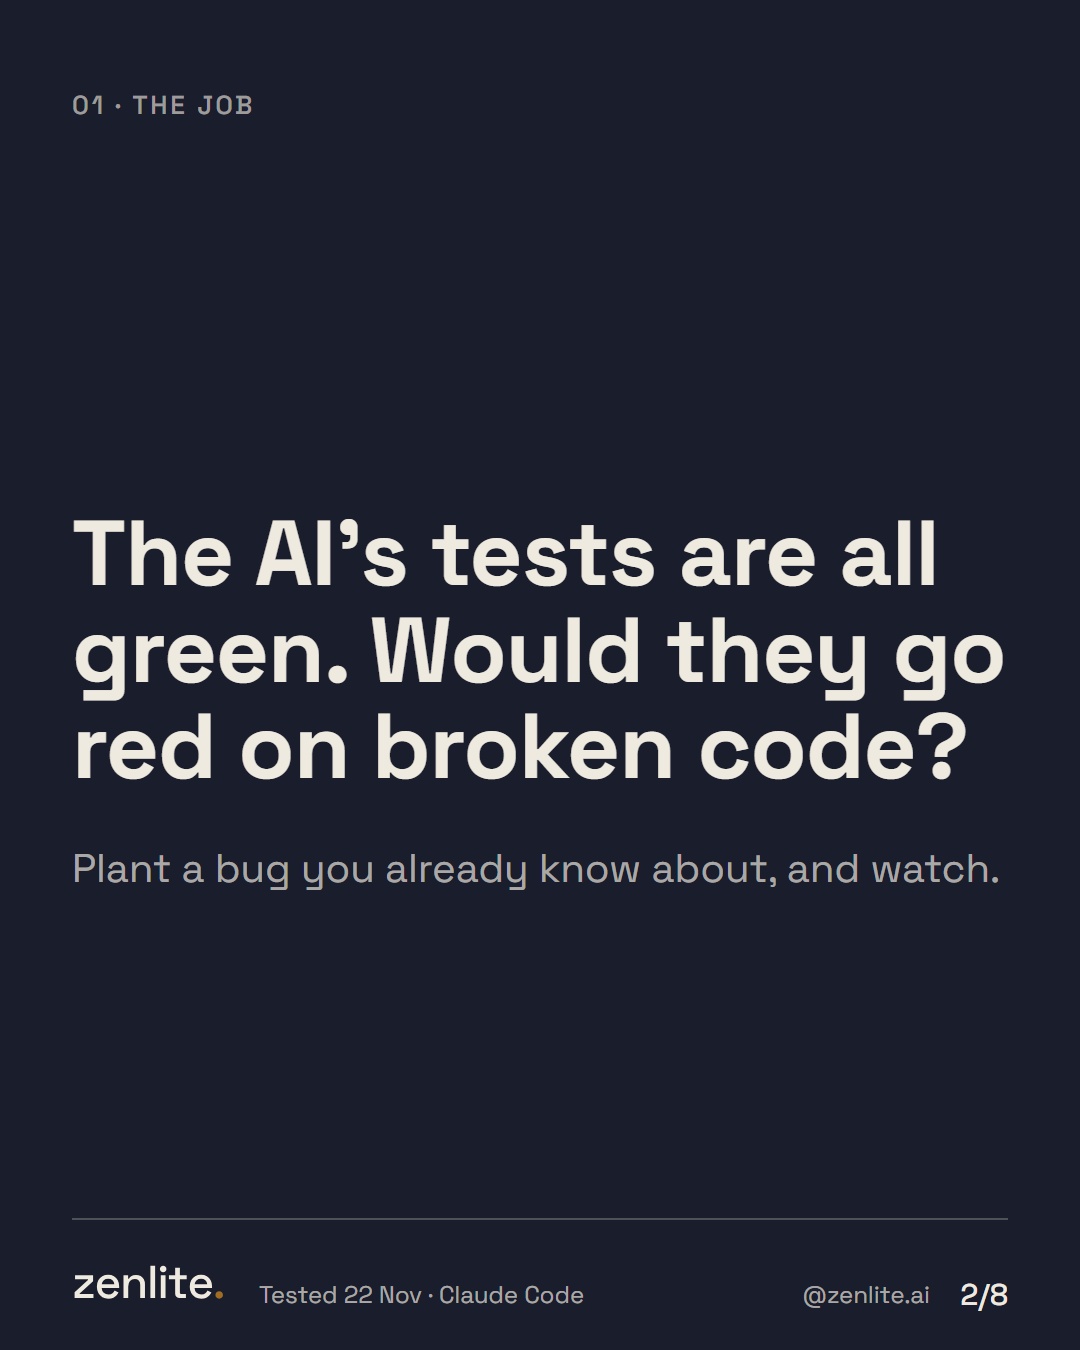 01 · THE JOB
The AI’s tests are all
green. Would they go
red on broken code?
Plant a bug you already know about, and watch.
zenlite. Tested 22 Nov · Claude Code @zenlite.ai 2/8